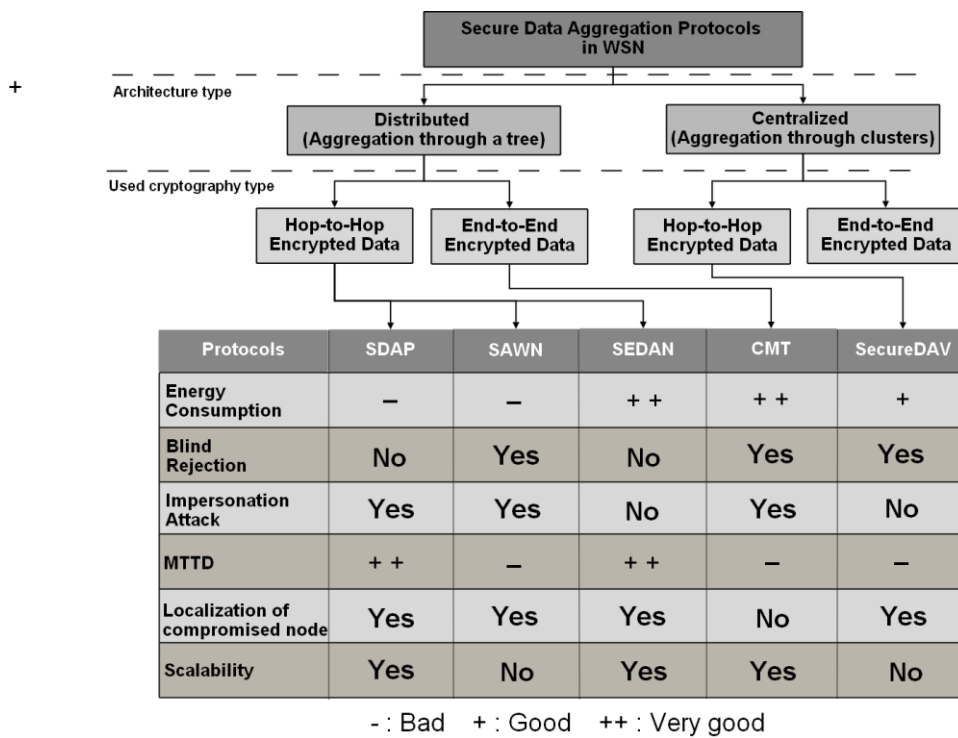 Secure Data Aggregation Protocols
in WSN
+
Architecture type
Distributed
(Aggregation through a tree)
Centralized
(Aggregation through clusters)
Used cryptography type
Hop-to-Hop
Encrypted Data
End-to-End
Encrypted Data
Hop-to-Hop
Encrypted Data
End-to-End
Encrypted Data
Protocols SDAP SAWN SEDAN CMT SecureDAV
Energy
Consumption – – + + + + +
Blind
Rejection No Yes No Yes Yes
Impersonation
Attack Yes Yes No Yes No
MTTD + + – + + – –
Localization of
compromised node Yes Yes Yes No Yes
Scalability Yes No Yes Yes No
- : Bad + : Good ++ : Very good